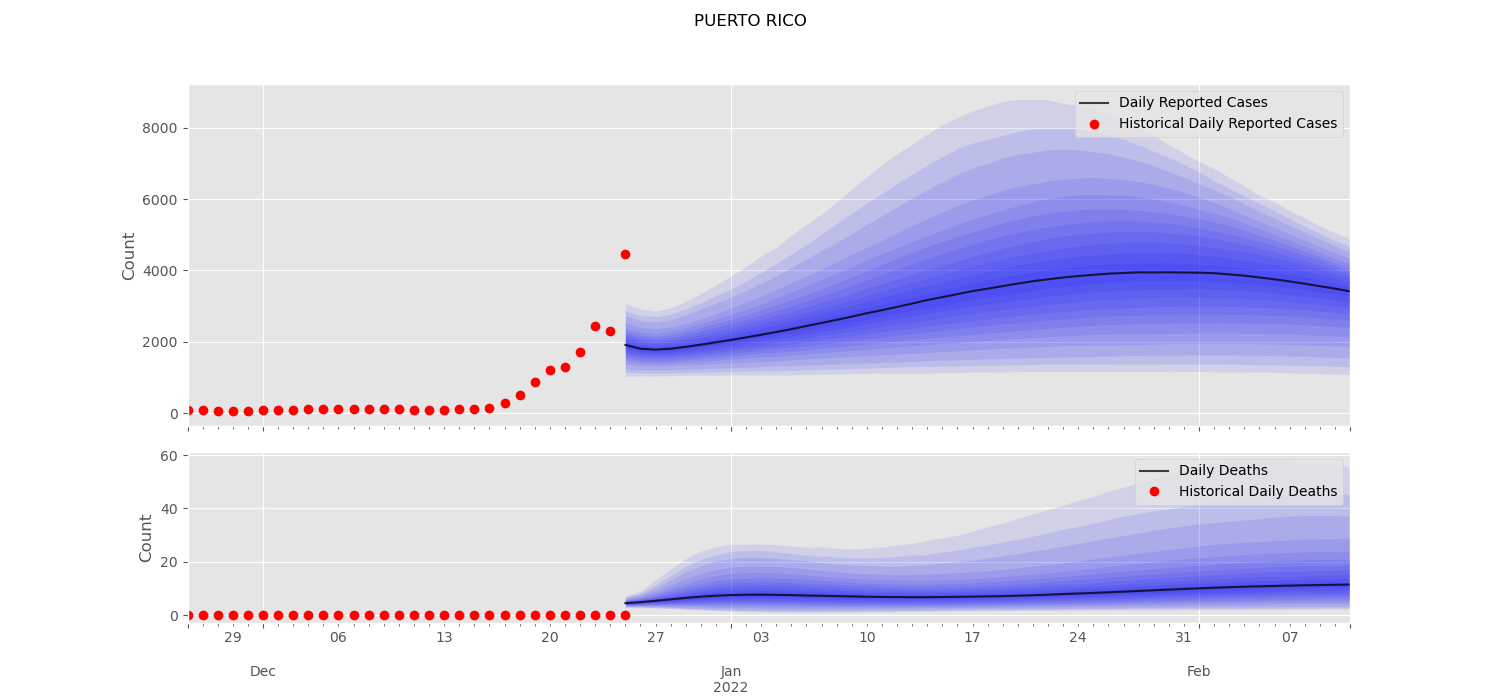 PUERTO RICO
Daily Reported Cases
Historical Daily Reported Cases
Count
8000
6000
4000
2000
0
Daily Deaths
Historical Daily Deaths
Count
60
40
20
0
29 06 13 20 27 03 10 17 24 31 07
Dec Jan Feb
2022